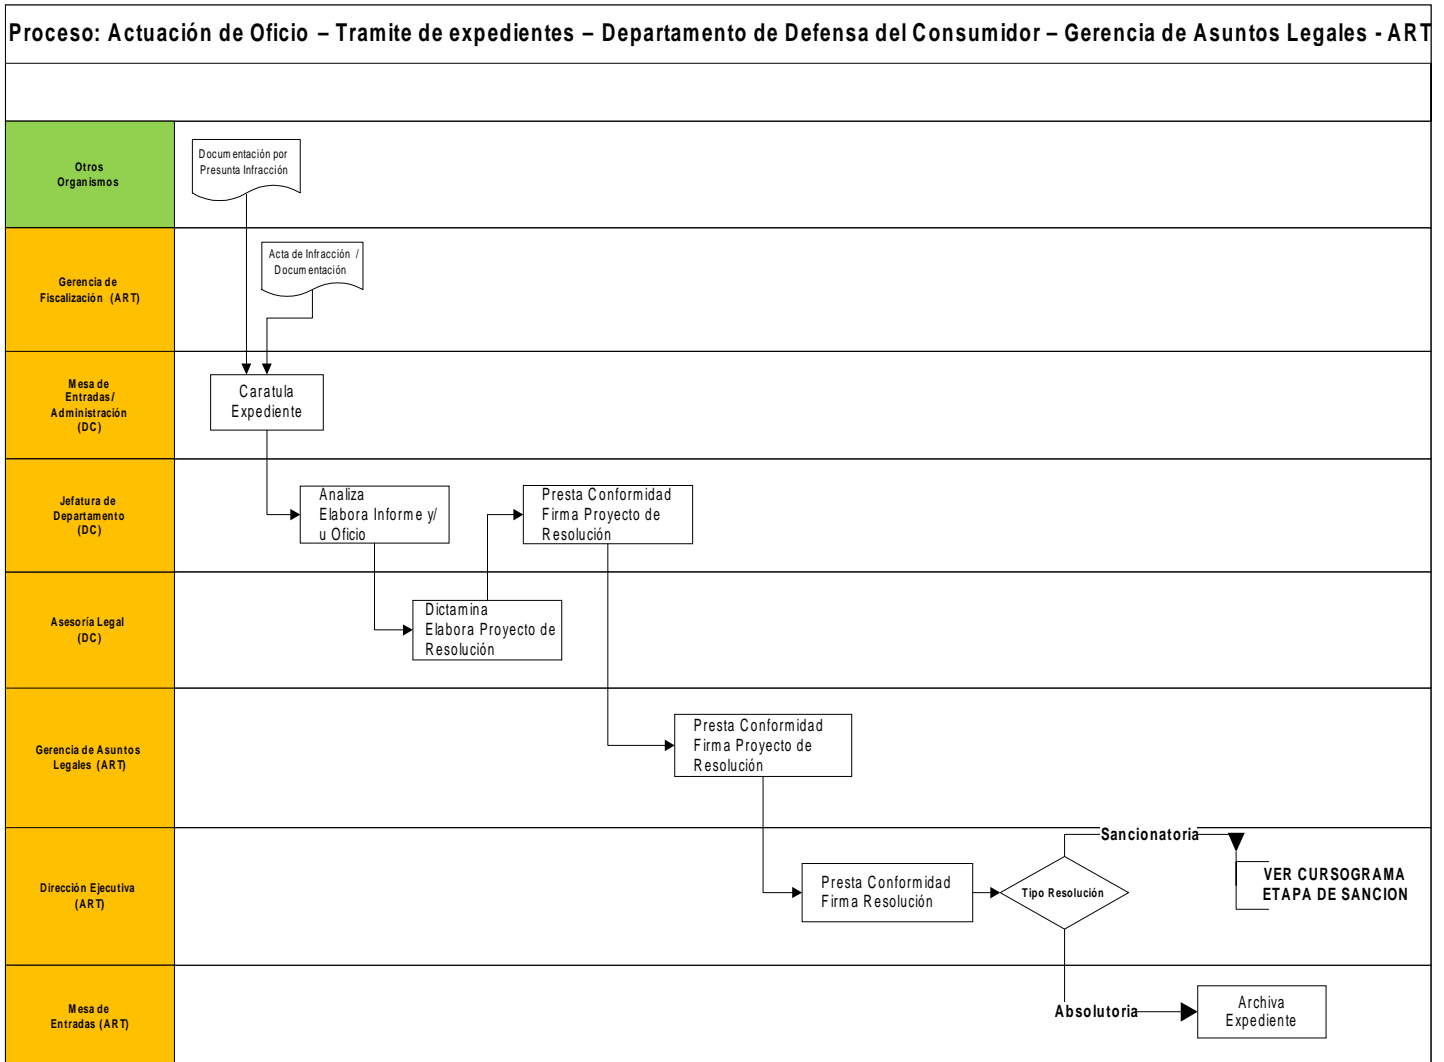 Proceso: Actuación de Oficio – Tramite de expedientes – Departamento de Defensa del Consumidor – Gerencia de Asuntos Legales - ART
Otros
Organismos
Documentación por
Presunta Infracción
Gerencia de
Fiscalización (ART)
Acta de Infracción /
Documentación
Mesa de
Entradas/
Administración
(DC)
Caratula
Expediente
Jefatura de
Departamento
(DC)
Analiza
Elabora Informe y/
u Oficio
Presta Conformidad
Firma Proyecto de
Resolución
Asesoría Legal
(DC)
Dictamina
Elabora Proyecto de
Resolución
Gerencia de Asuntos
Legales (ART)
Presta Conformidad
Firma Proyecto de
Resolución
Dirección Ejecutiva
(ART)
Presta Conformidad
Firma Resolución
Tipo Resolución
Sancionatoria
VER CURSOGRAMA
ETAPA DE SANCION
Mesa de
Entradas (ART)
Absolutoria
Archiva
Expediente